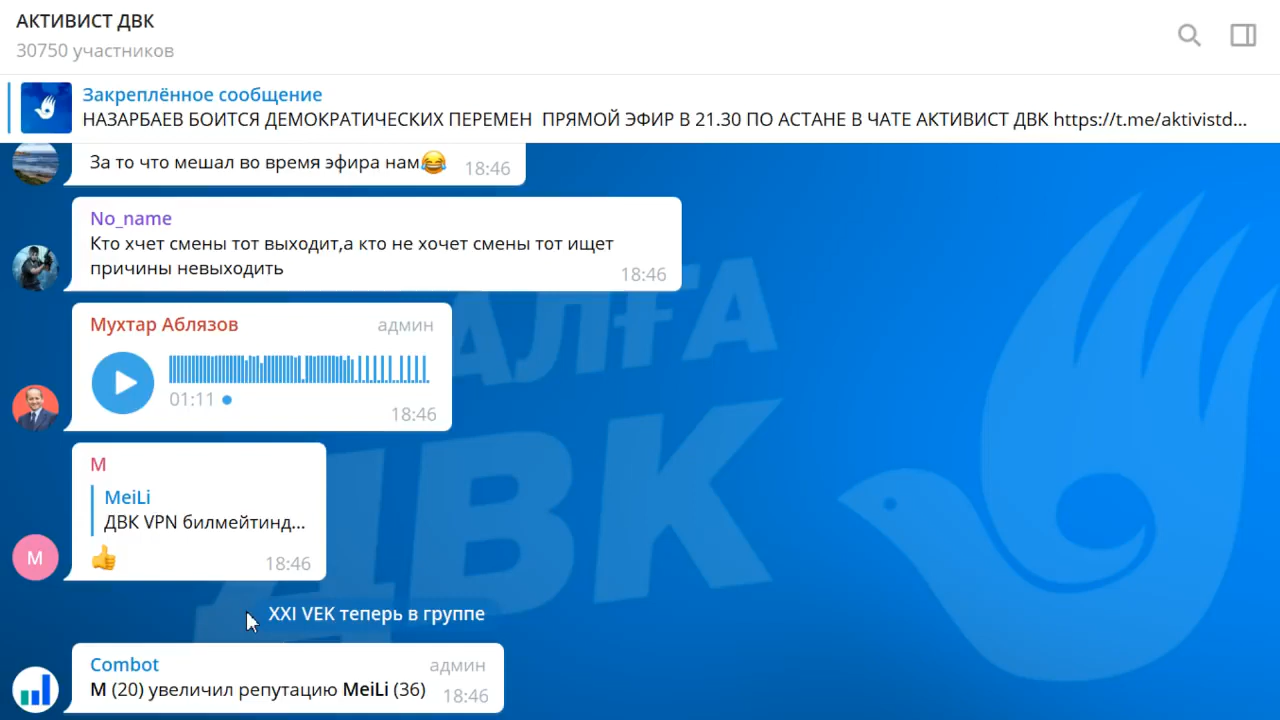 АКТИВИСТ ДВК
30750 участников
Закреплённое сообщение
НАЗАРБАЕВ БОИТСЯ ДЕМОКРАТИЧЕСКИХ ПЕРЕМЕН ПРЯМОЙ ЭФИР В 21.30 ПО АСТАНЕ В ЧАТЕ АКТИВИСТ ДВК https://t.me/aktivistd...
За то что мешал во время эфира нам😂
18:46
No_name
Кто хчет смены тот выходит,а кто не хочет смены тот ищет
причины невыходить
18:46
Мухтар Аблязов
админ
01:11
18:46
М
MeiLi
ДВК VPN билмейтинд...
👍
18:46
М
XXI VEK теперь в группе
Combot
админ
М (20) увеличил репутацию MeiLi (36)
18:46
АЛҒА
ДВК